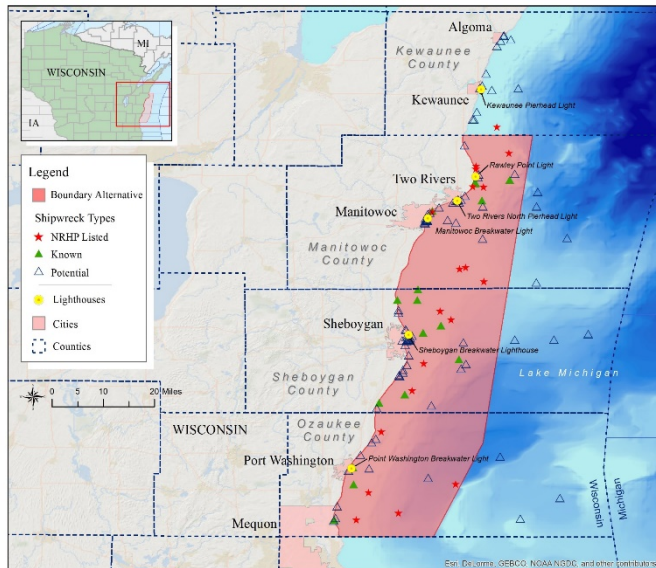 MI
WISCONSIN
IA
Legend
Boundary Alternative
Shipwreck Types
NRHP Listed
Known
Potential
Lighthouses
Cities
Counties
0 5 10 20 Miles
Algoma
Kewaunee
County
Kewaunee
Kewaunee Pierhead Light
Rawley Point Light
Two Rivers
Two Rivers North Pierhead Light
Manitowoc
Manitowoc Breakwater Light
Manitowoc
County
Sheboygan
Sheboygan Breakwater Lighthouse
Lake Michigan
Sheboygan
County
Ozaukee
County
WISCONSIN
Port Washington
Point Washington Breakwater Light
Mequon
Wisconsin
Michigan
Esri, DeLorme, GEBCO, NOAA NGDC, and other contributors